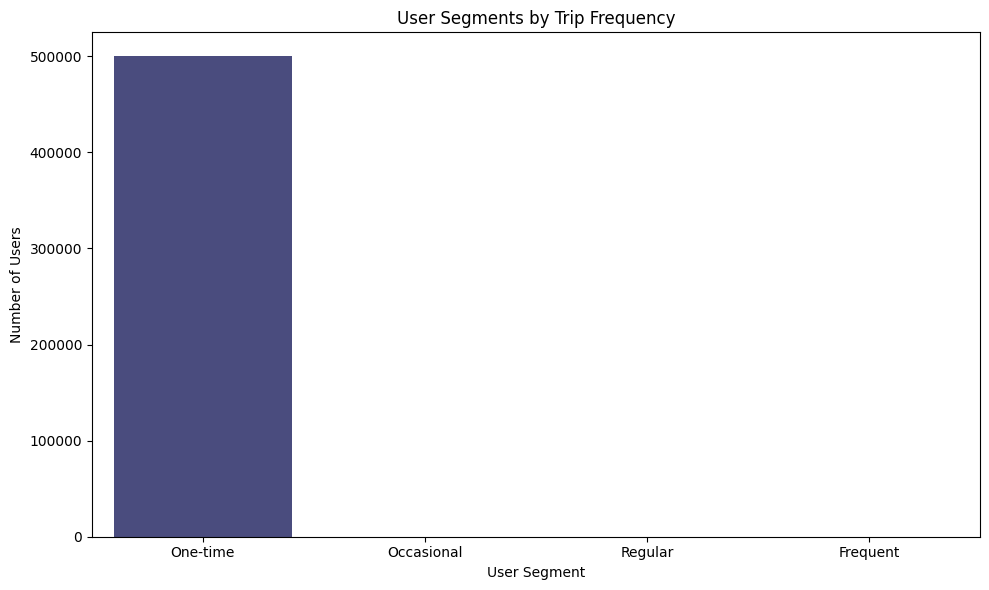 User Segments by Trip Frequency
Number of Users
500000
400000
300000
200000
100000
0
One-time Occasional Regular Frequent
User Segment